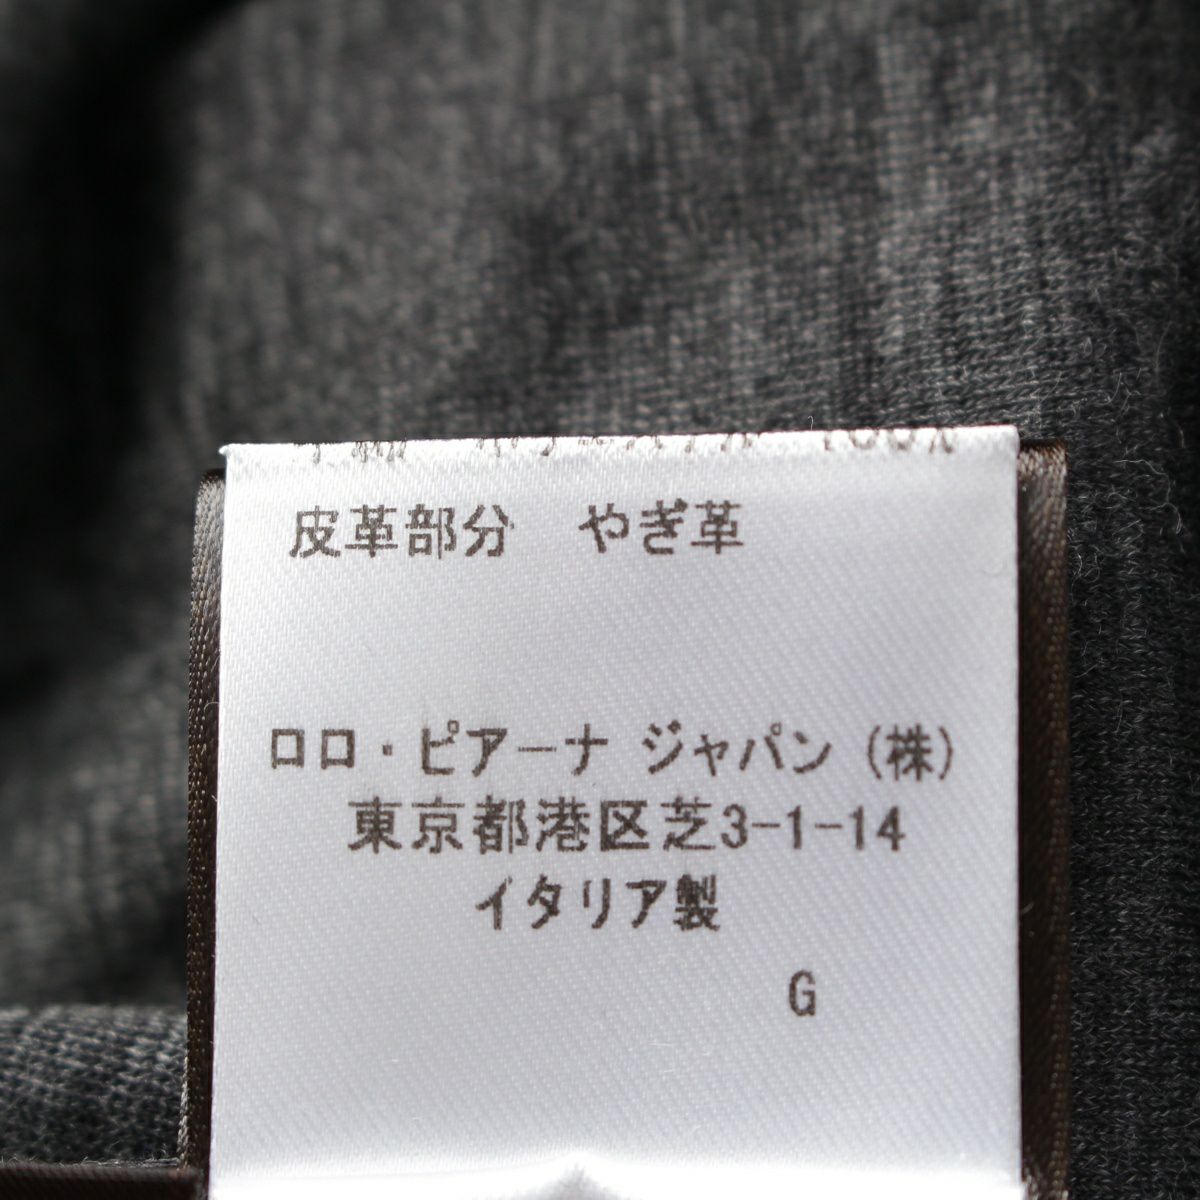 皮革部分　やぎ革
ロロ・ピアーナ ジャパン (株)
東京都港区芝3-1-14
イタリア製
G